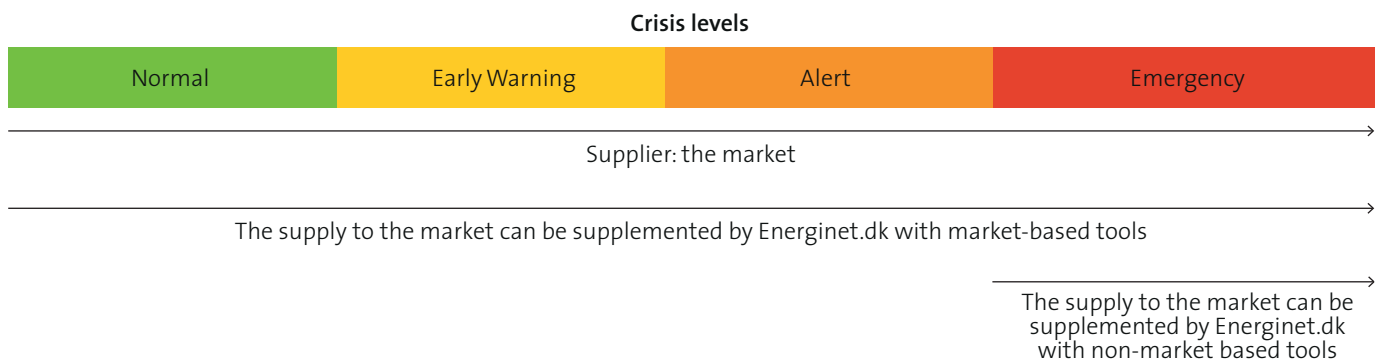 Crisis levels
Normal
Early Warning
Alert
Emergency
Supplier: the market
The supply to the market can be supplemented by Energinet.dk with market-based tools
The supply to the market can be
supplemented by Energinet.dk
with non-market based tools